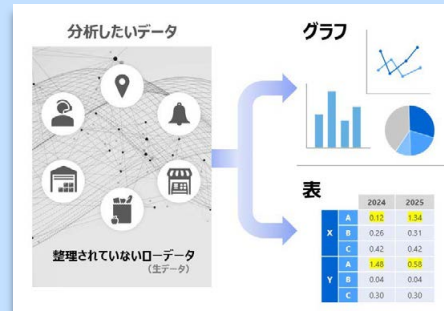 分析したいデータ
整理されていないローデータ
(生データ)
グラフ
表
2024 2025
X A 0.12 1.34
B 0.26 0.31
C 0.42 0.42
Y A 1.48 0.58
B 0.04 0.04
C 0.30 0.30